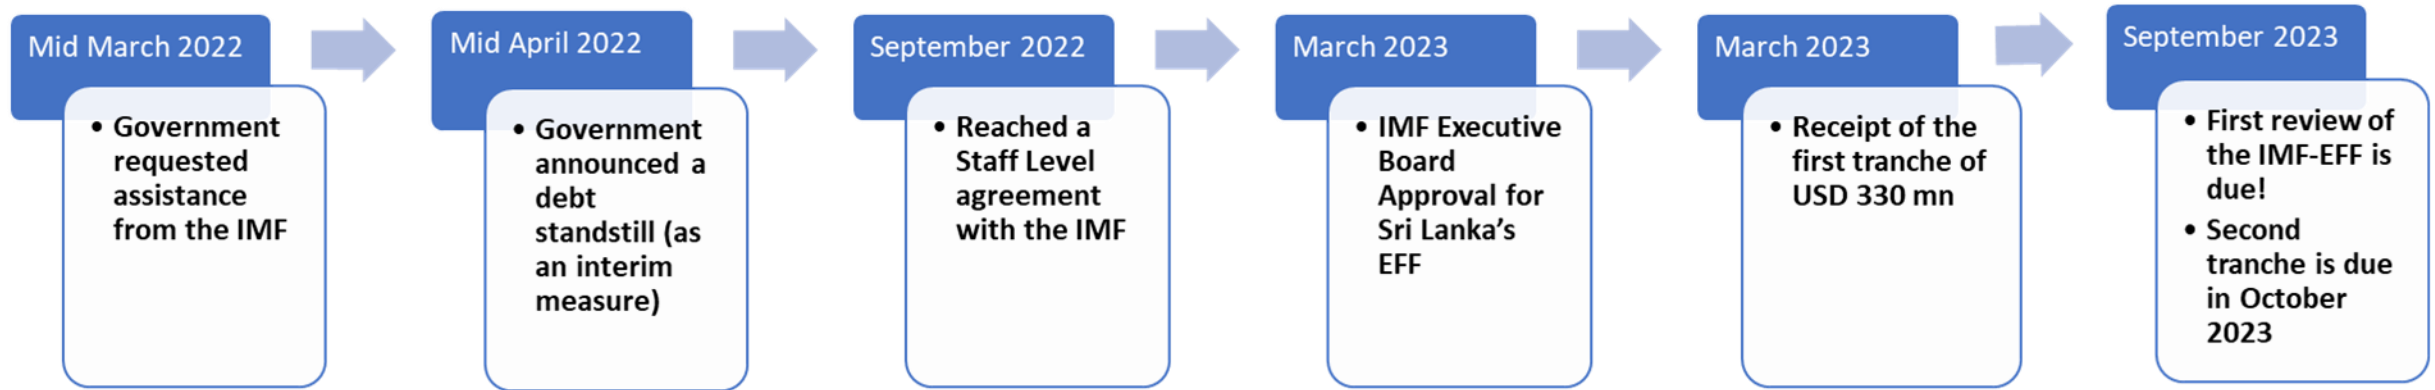 Mid March 2022
• Government
requested
assistance
from the IMF
Mid April 2022
• Government
announced a
debt
standstill (as
an interim
measure)
September 2022
• Reached a
Staff Level
agreement
with the IMF
March 2023
• IMF Executive
Board
Approval for
Sri Lanka’s
EFF
March 2023
• Receipt of the
first tranche of
USD 330 mn
September 2023
• First review of
the IMF-EFF is
due!
• Second
tranche is due
in October
2023